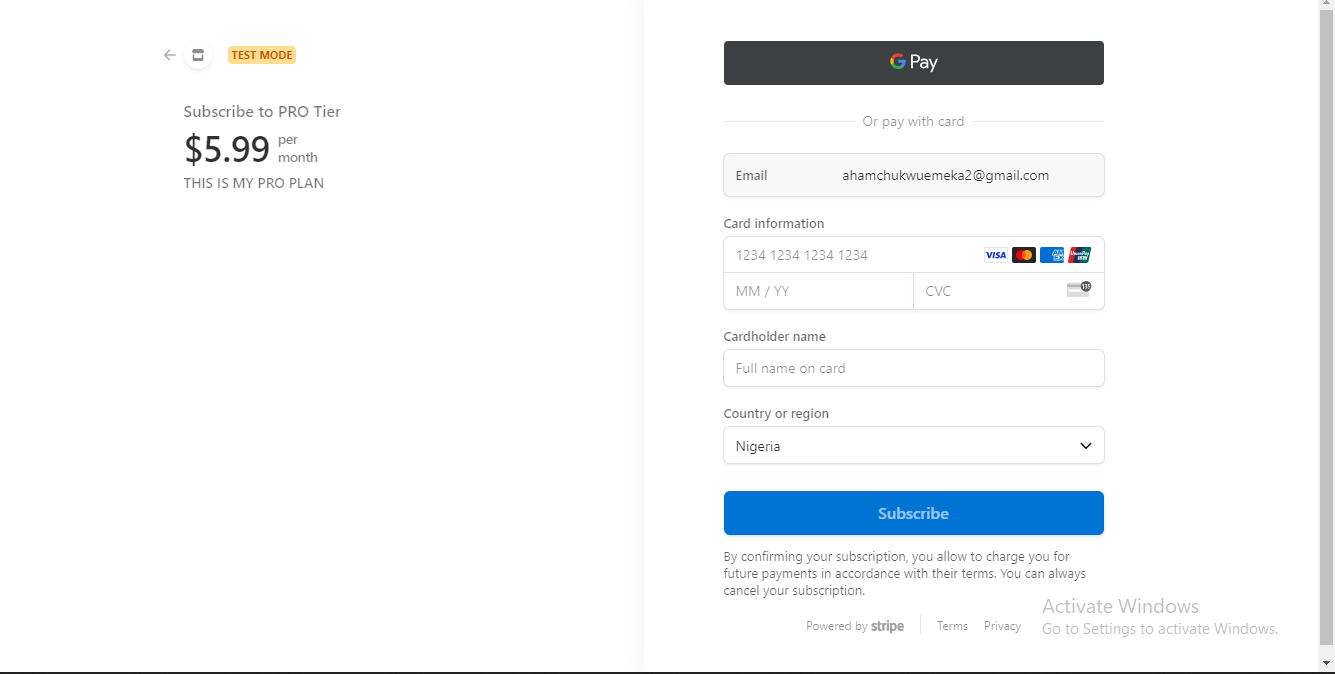 TEST MODE
Subscribe to PRO Tier
$5.99 per
month
THIS IS MY PRO PLAN
G Pay
Or pay with card
Email ahamchukwuemeka2@gmail.com
Card information
1234 1234 1234 1234 VISA
MM / YY CVC 135
Cardholder name
Full name on card
Country or region
Nigeria
Subscribe
By confirming your subscription, you allow to charge you for
future payments in accordance with their terms. You can always
cancel your subscription.
Powered by stripe Terms Privacy
Activate Windows
Go to Settings to activate Windows.